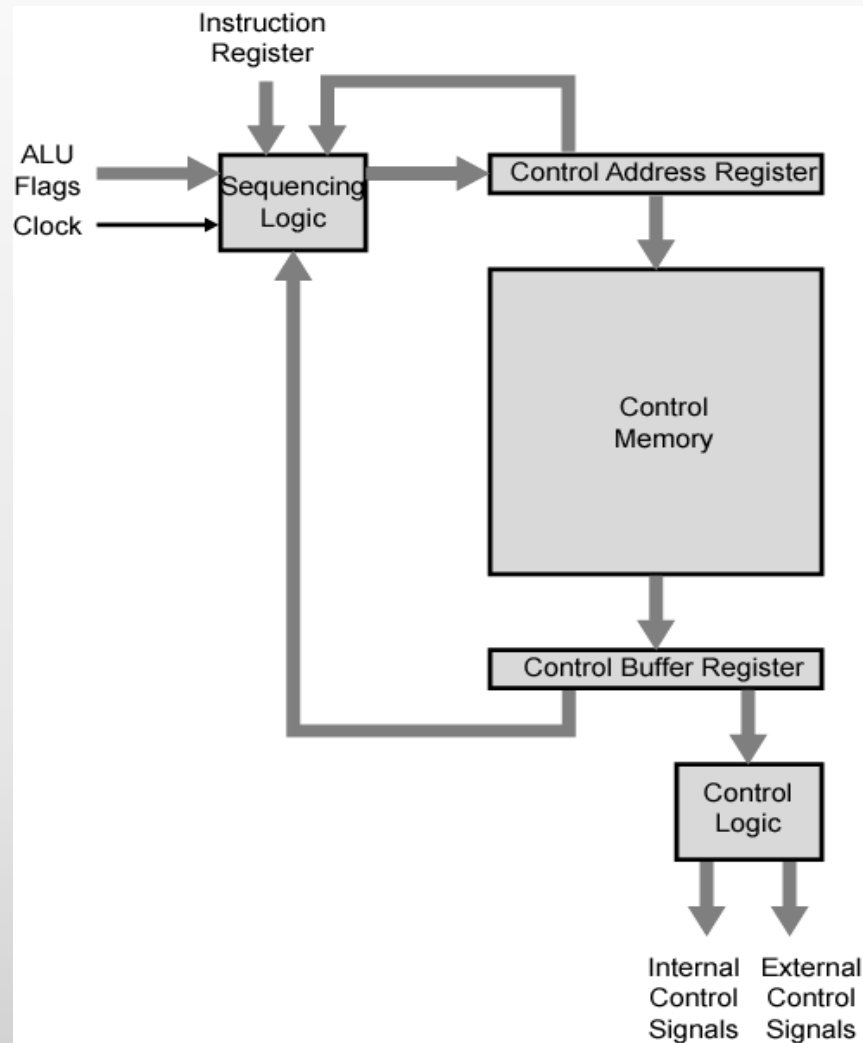 Instruction
Register
ALU
Flags
Clock
Sequencing
Logic
Control Address Register
Control
Memory
Control Buffer Register
Control
Logic
Internal
Control
Signals
External
Control
Signals